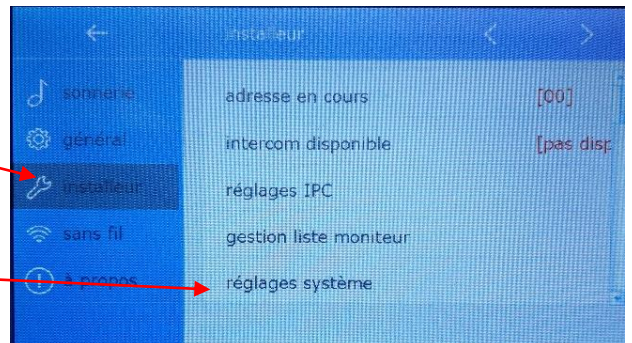 installeur
sonnerie
général
installeur
sans fil
à propos
adresse en cours [00]
intercom disponible [pas disp
réglages IPC
gestion liste moniteur
réglages système